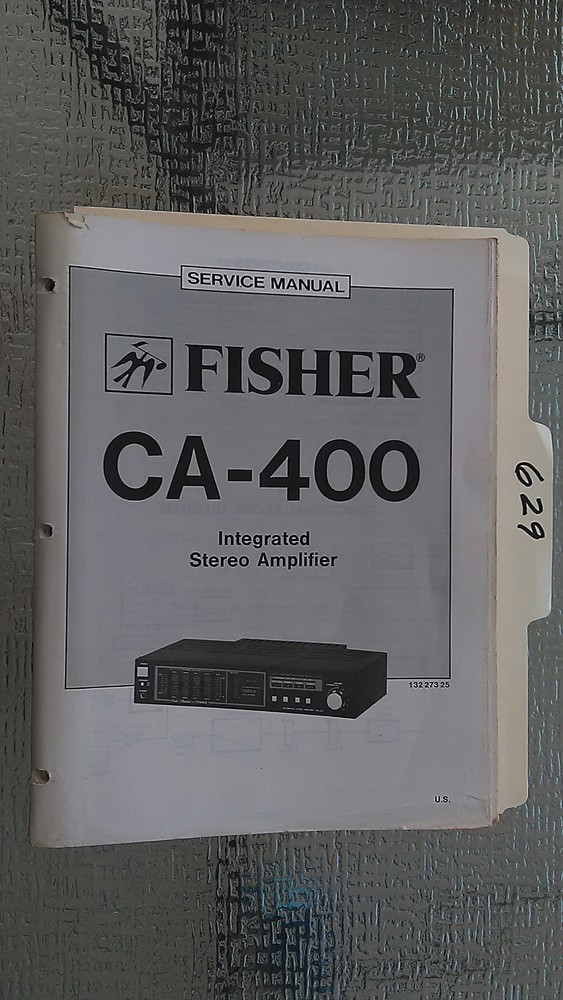 SERVICE MANUAL
FISHER®
CA-400
Integrated
Stereo Amplifier
132 273 25
U.S.
629